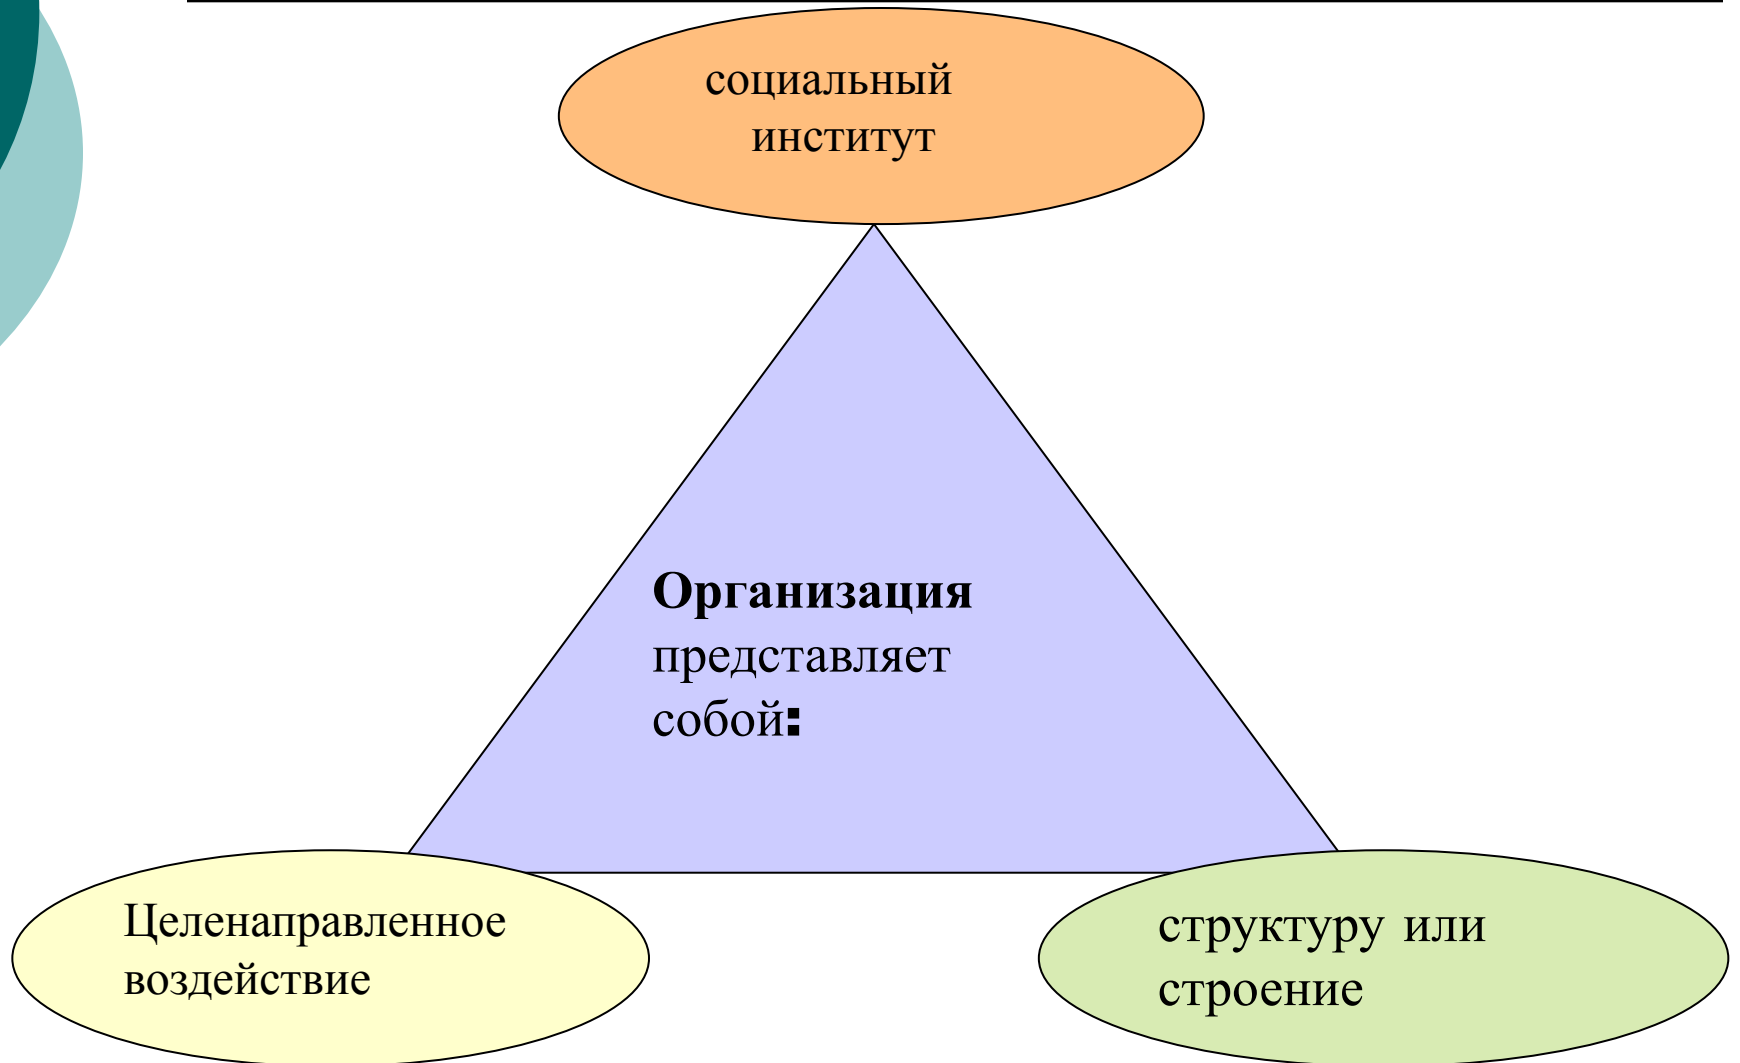 социальный
институт
Организация
представляет
собой:
Целенаправленное
воздействие
структуру или
строение